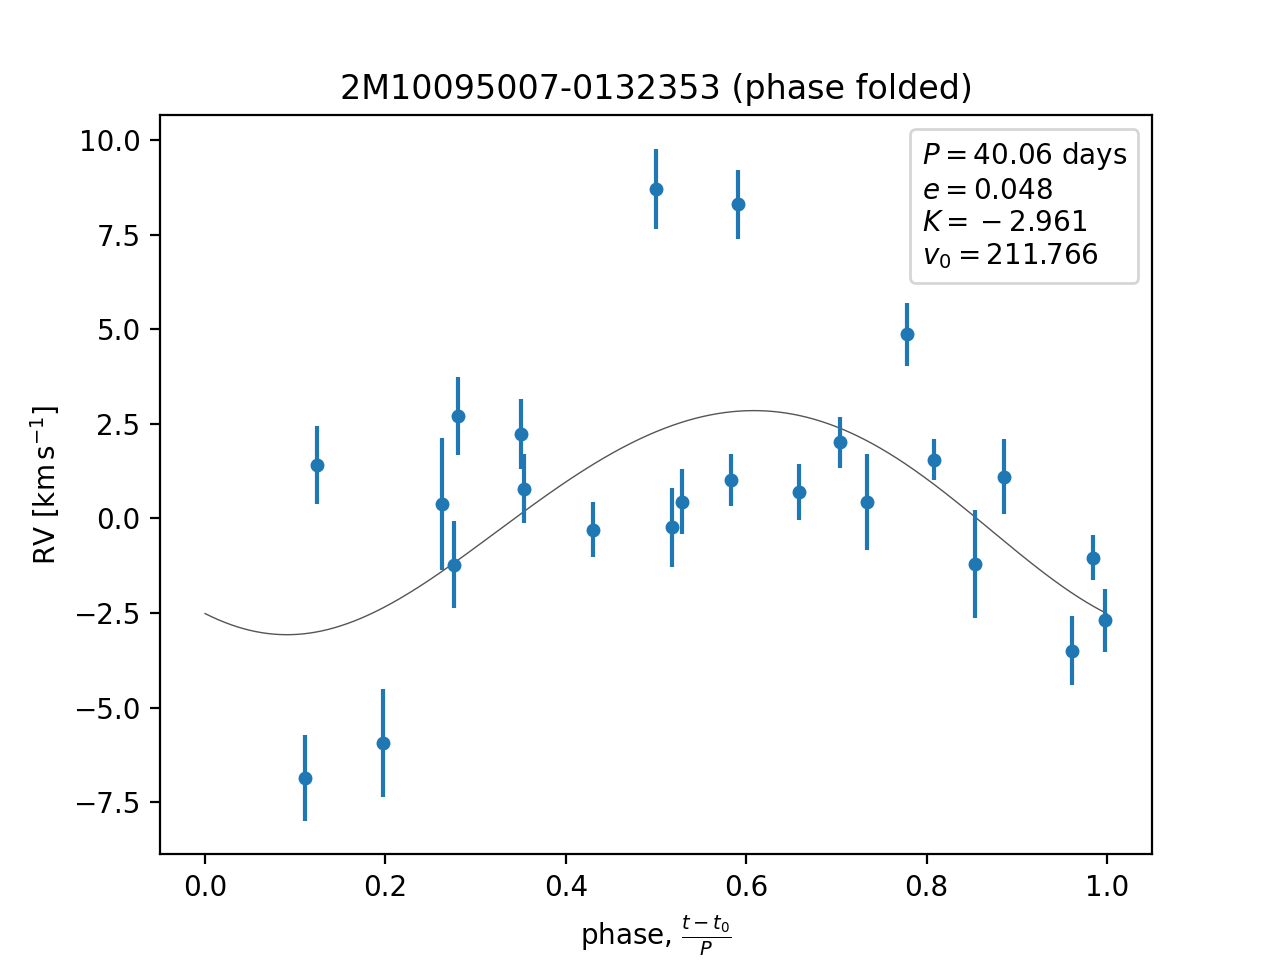 2M10095007-0132353 (phase folded)
P = 40.06 days
e = 0.048
K = −2.961
v₀ = 211.766
10.0
7.5
5.0
2.5
0.0
−2.5
−5.0
−7.5
RV [km s⁻¹]
0.0 0.2 0.4 0.6 0.8 1.0
phase, (t − t₀)/P